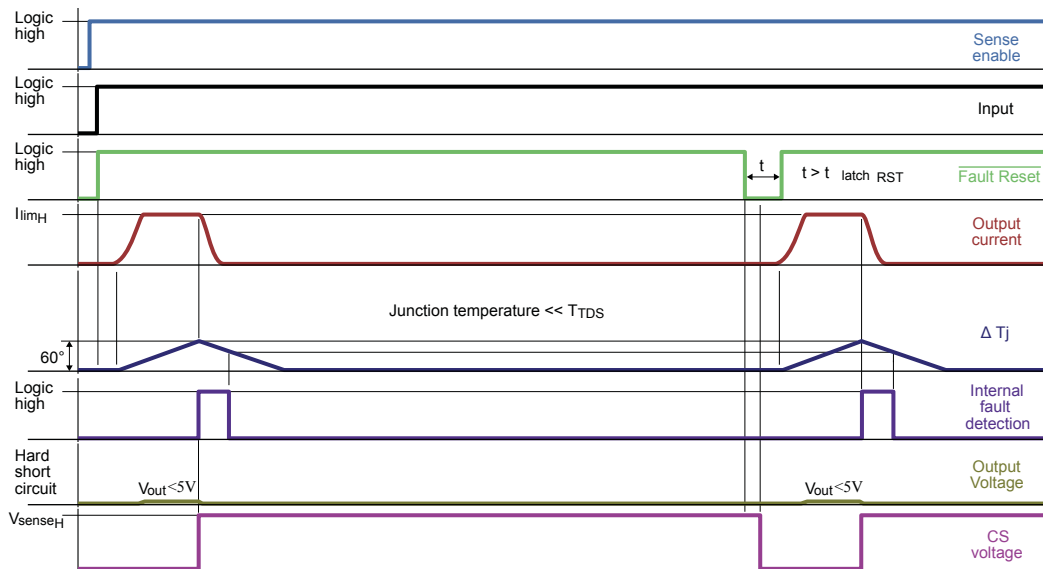 Logic
high
Sense
enable
Logic
high
Input
Logic
high
t
t > t latch RST
Fault Reset
IlimH
Output
current
Junction temperature << TTDS
Δ Tj
60°
Logic
high
Internal
fault
detection
Hard
short
circuit
Vout<5V
Vout<5V
Output
Voltage
VsenseH
CS
voltage